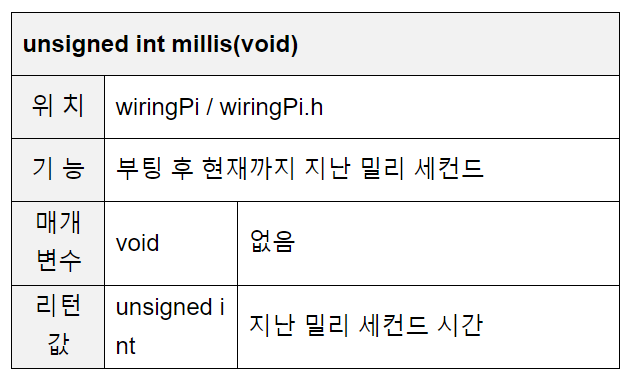 unsigned int millis(void)
위 치 wiringPi / wiringPi.h
기 능 부팅 후 현재까지 지난 밀리 세컨드
매개
변수
void
없음
리턴
값
unsigned i
nt
지난 밀리 세컨드 시간